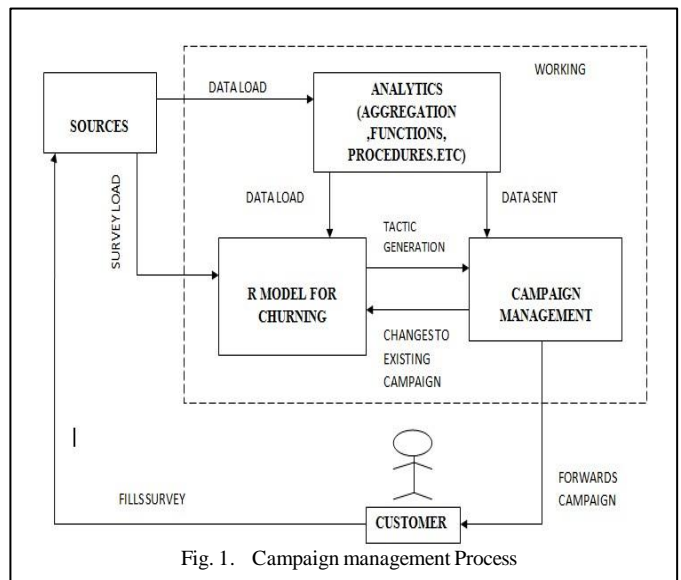 WORKING
DATA LOAD
ANALYTICS
(AGGREGATION
,FUNCTIONS,
PROCEDURES.ETC)
SOURCES
SURVEY LOAD
DATA LOAD
DATA SENT
TACTIC
GENERATION
R MODEL FOR
CHURNING
CAMPAIGN
MANAGEMENT
CHANGES TO
EXISTING
CAMPAIGN
FILLS SURVEY
FORWARDS
CAMPAIGN
CUSTOMER
Fig. 1. Campaign management Process